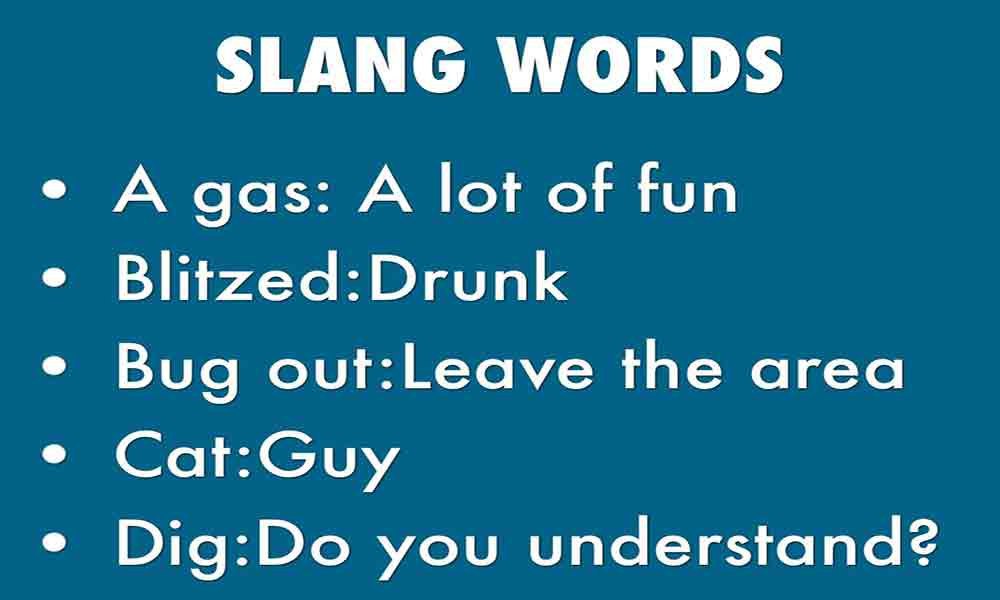 SLANG WORDS
• A gas: A lot of fun
• Blitzed:Drunk
• Bug out:Leave the area
• Cat:Guy
• Dig:Do you understand?